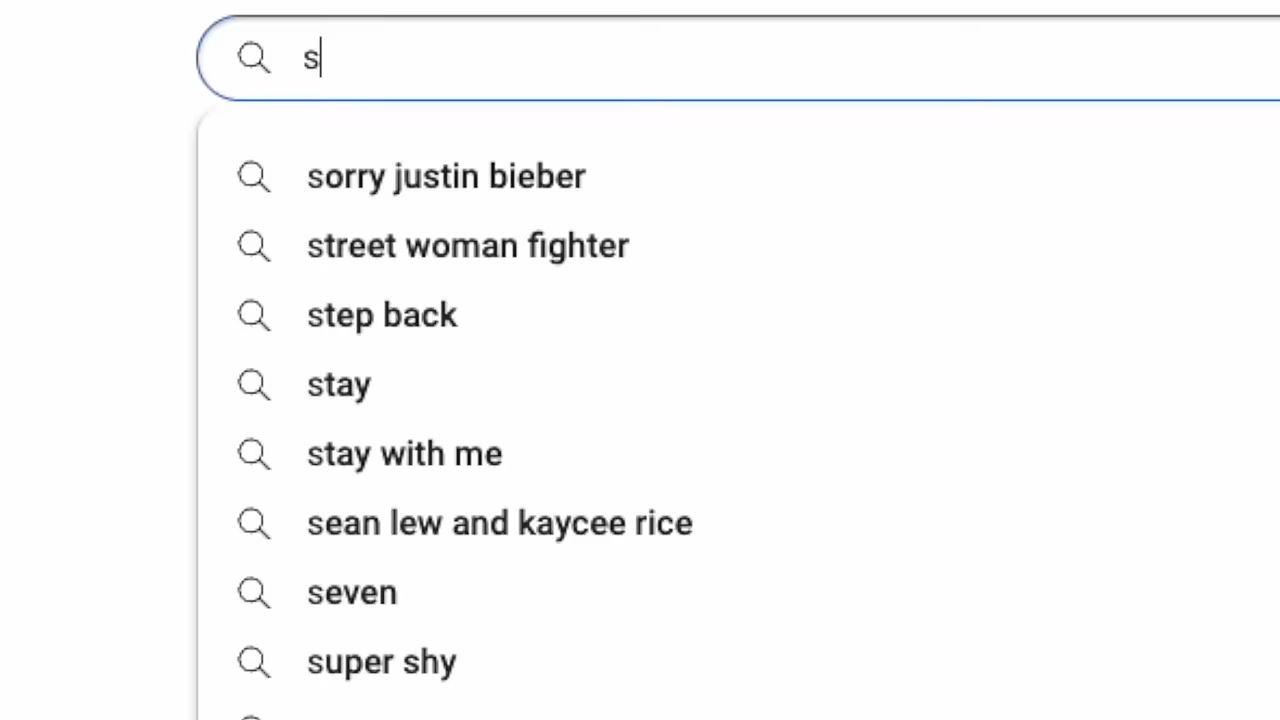 s
sorry justin bieber
street woman fighter
step back
stay
stay with me
sean lew and kaycee rice
seven
super shy